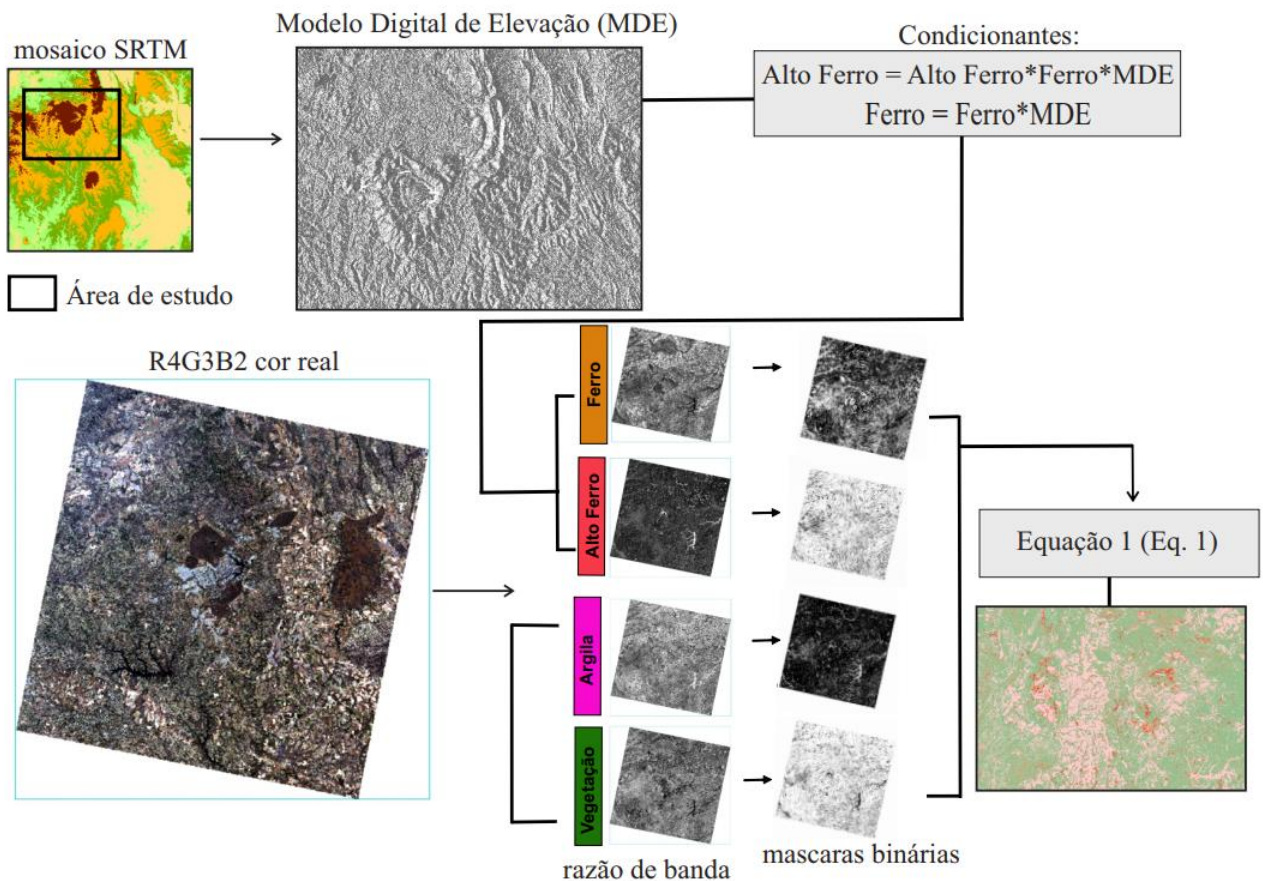 mosaico SRTM
Modelo Digital de Elevação (MDE)
Condicionantes:
Alto Ferro = Alto Ferro*Ferro*MDE
Ferro = Ferro*MDE
Área de estudo
R4G3B2 cor real
Ferro
Alto Ferro
Argila
Vegetação
Equação 1 (Eq. 1)
razão de banda
mascaras binárias